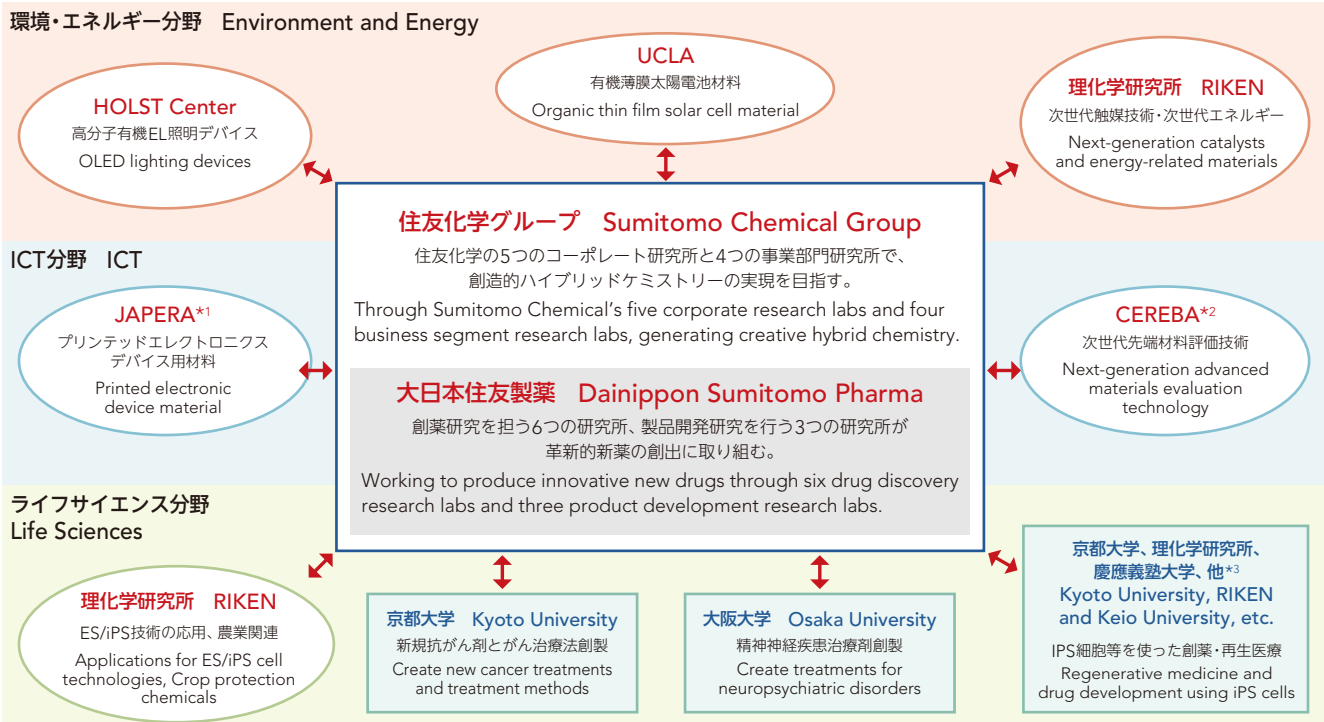 環境・エネルギー分野 Environment and Energy
HOLST Center
高分子有機EL照明デバイス
OLED lighting devices
UCLA
有機薄膜太陽電池材料
Organic thin film solar cell material
理化学研究所 RIKEN
次世代触媒技術・次世代エネルギー
Next-generation catalysts
and energy-related materials
住友化学グループ Sumitomo Chemical Group
住友化学の5つのコーポレート研究所と4つの事業部門研究所で、
創造的ハイブリッドケミストリーの実現を目指す。
Through Sumitomo Chemical's five corporate research labs and four
business segment research labs, generating creative hybrid chemistry.
ICT分野 ICT
JAPERA*1
プリンテッドエレクトロニクス
デバイス用材料
Printed electronic
device material
CEREBA*2
次世代先端材料評価技術
Next-generation advanced
materials evaluation
technology
大日本住友製薬 Dainippon Sumitomo Pharma
創薬研究を担う6つの研究所、製品開発研究を行う3つの研究所が
革新的新薬の創出に取り組む。
Working to produce innovative new drugs through six drug discovery
research labs and three product development research labs.
ライフサイエンス分野
Life Sciences
理化学研究所 RIKEN
ES/iPS技術の応用、農業関連
Applications for ES/iPS cell
technologies, Crop protection
chemicals
京都大学 Kyoto University
新規抗がん剤とがん治療法創製
Create new cancer treatments
and treatment methods
大阪大学 Osaka University
精神神経疾患治療剤創製
Create treatments for
neuropsychiatric disorders
京都大学、理化学研究所、
慶應義塾大学、他*3
Kyoto University, RIKEN
and Keio University, etc.
IPS細胞等を使った創薬・再生医療
Regenerative medicine and
drug development using iPS cells